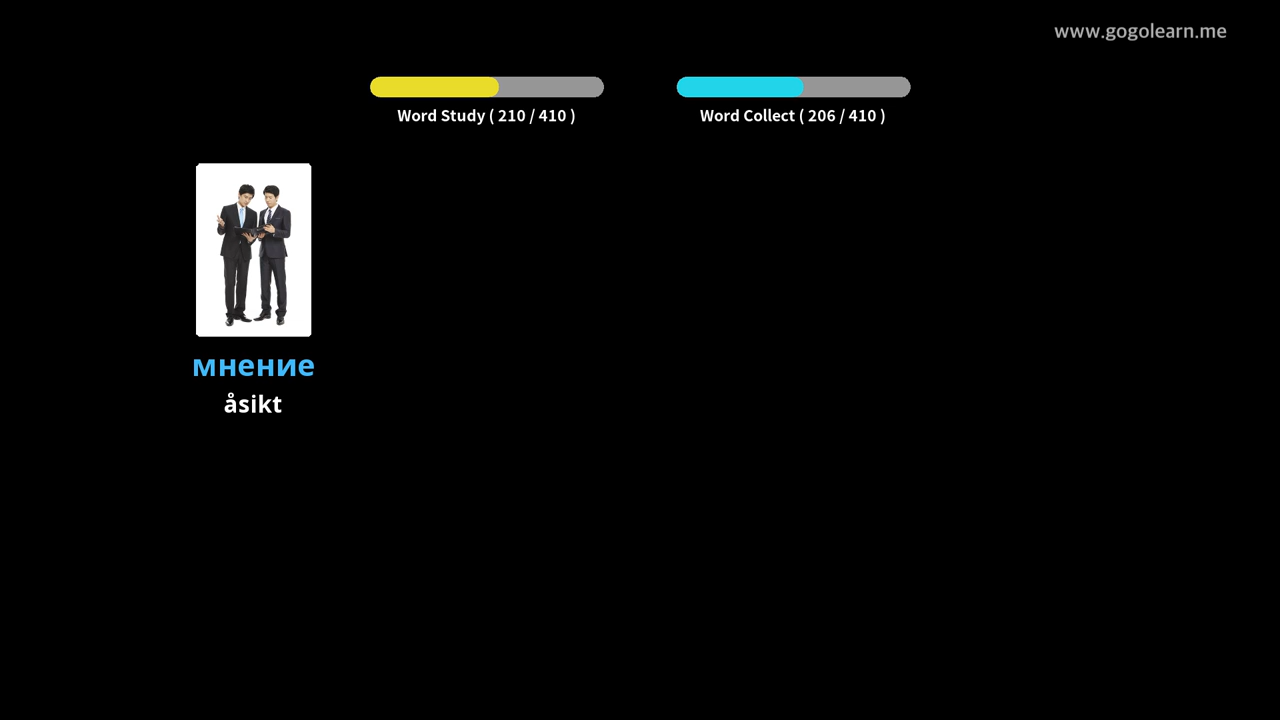 www.gogolearn.me
Word Study ( 210 / 410 )
Word Collect ( 206 / 410 )
мнение
åsikt